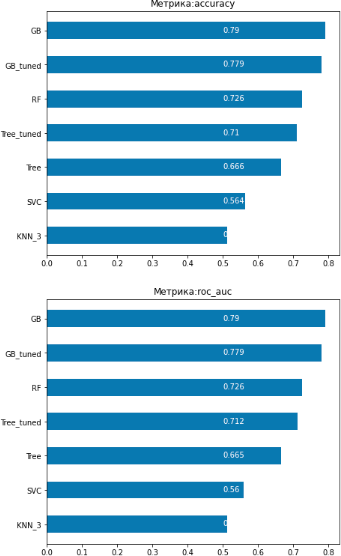 Метрика:accuracy
GB 0.79
GB_tuned 0.779
RF 0.726
Tree_tuned 0.71
Tree 0.666
SVC 0.564
KNN_3
0.0 0.1 0.2 0.3 0.4 0.5 0.6 0.7 0.8
Метрика:roc_auc
GB 0.79
GB_tuned 0.779
RF 0.726
Tree_tuned 0.712
Tree 0.665
SVC 0.56
KNN_3
0.0 0.1 0.2 0.3 0.4 0.5 0.6 0.7 0.8